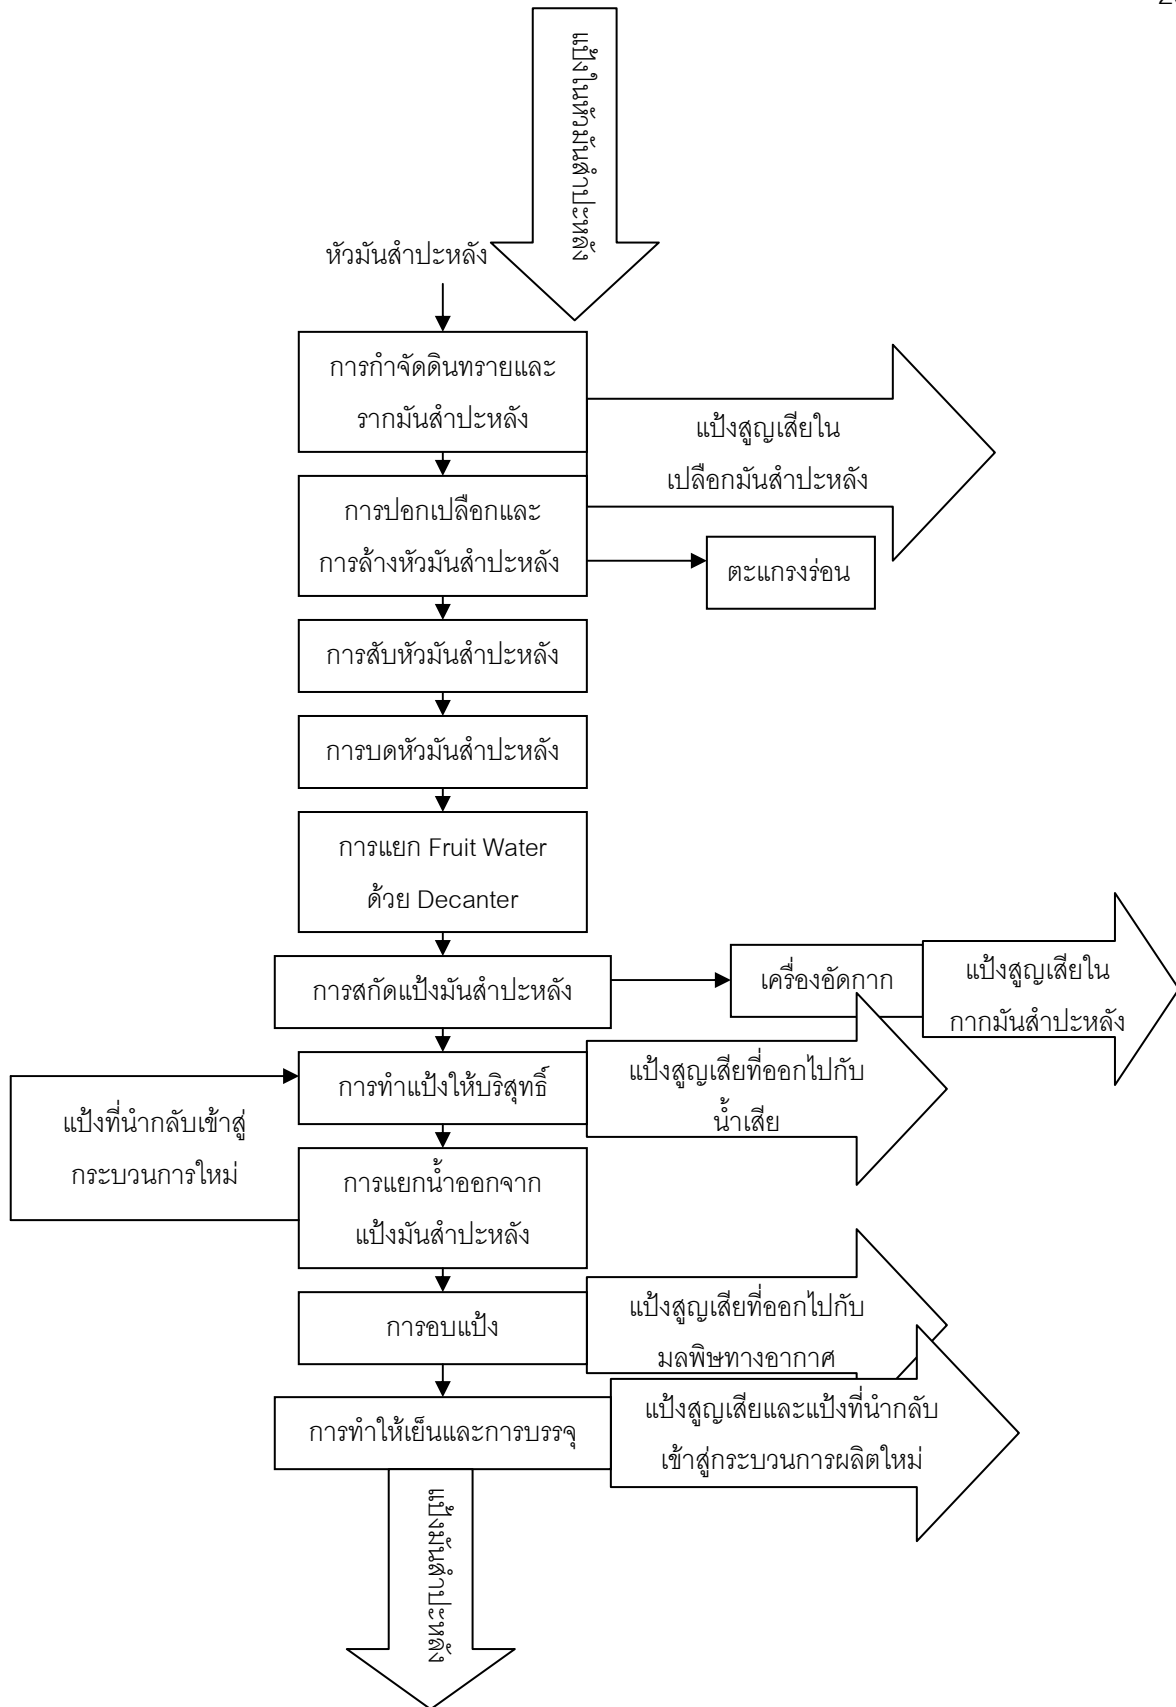 แป้งในหัวมันสำปะหลัง
หัวมันสำปะหลัง
การกำจัดดินทรายและ
รากมันสำปะหลัง
แป้งสูญเสียใน
เปลือกมันสำปะหลัง
การปอกเปลือกและ
การล้างหัวมันสำปะหลัง
ตะแกรงร่อน
การสับหัวมันสำปะหลัง
การบดหัวมันสำปะหลัง
การแยก Fruit Water
ด้วย Decanter
การสกัดแป้งมันสำปะหลัง
เครื่องอัดกาก
แป้งสูญเสียใน
กากมันสำปะหลัง
การทำแป้งให้บริสุทธิ์
แป้งสูญเสียที่ออกไปกับ
น้ำเสีย
แป้งที่นำกลับเข้าสู่
กระบวนการใหม่
การแยกน้ำออกจาก
แป้งมันสำปะหลัง
การอบแป้ง
แป้งสูญเสียที่ออกไปกับ
มลพิษทางอากาศ
การทำให้เย็นและการบรรจุ
แป้งสูญเสียและแป้งที่นำกลับ
เข้าสู่กระบวนการผลิตใหม่
แป้งมันสำปะหลัง